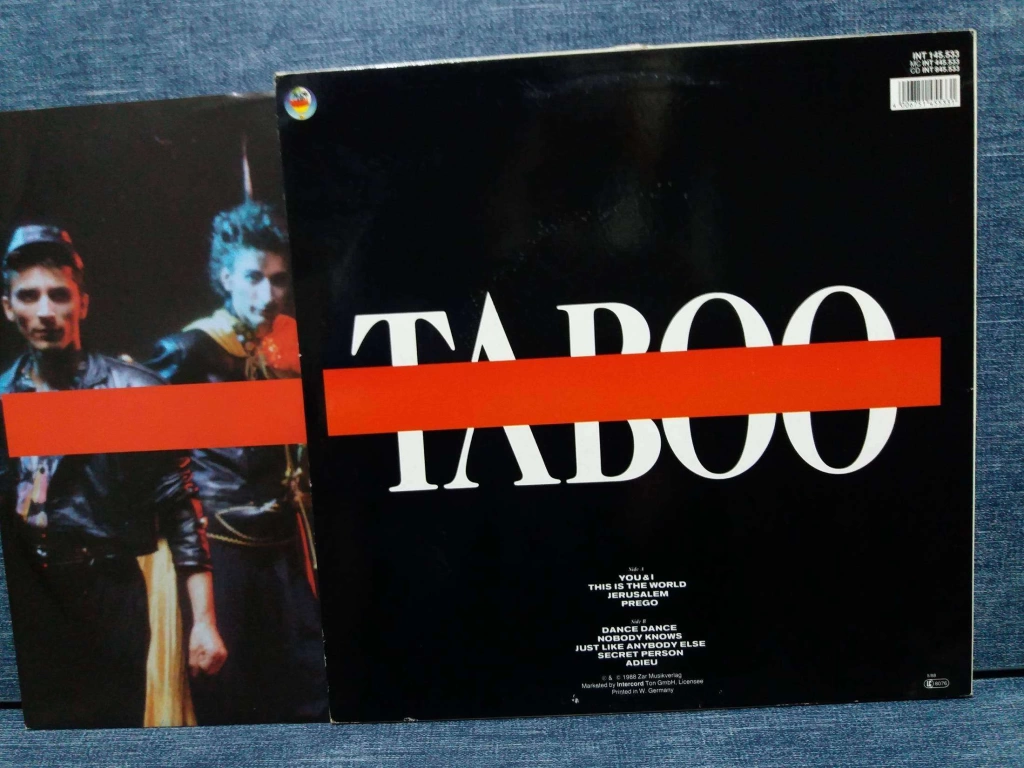 INT 145.533
MC INT 445.533
CD INT 845.533
TABOO
Side A
YOU & I
THIS IS THE WORLD
JERUSALEM
PREGO
Side B
DANCE DANCE
NOBODY KNOWS
JUST LIKE ANYBODY ELSE
SECRET PERSON
ADIEU
℗ & © 1988 Zar Musikverlag
Marketed by Intercord Ton GmbH, Licensee
Printed in W. Germany